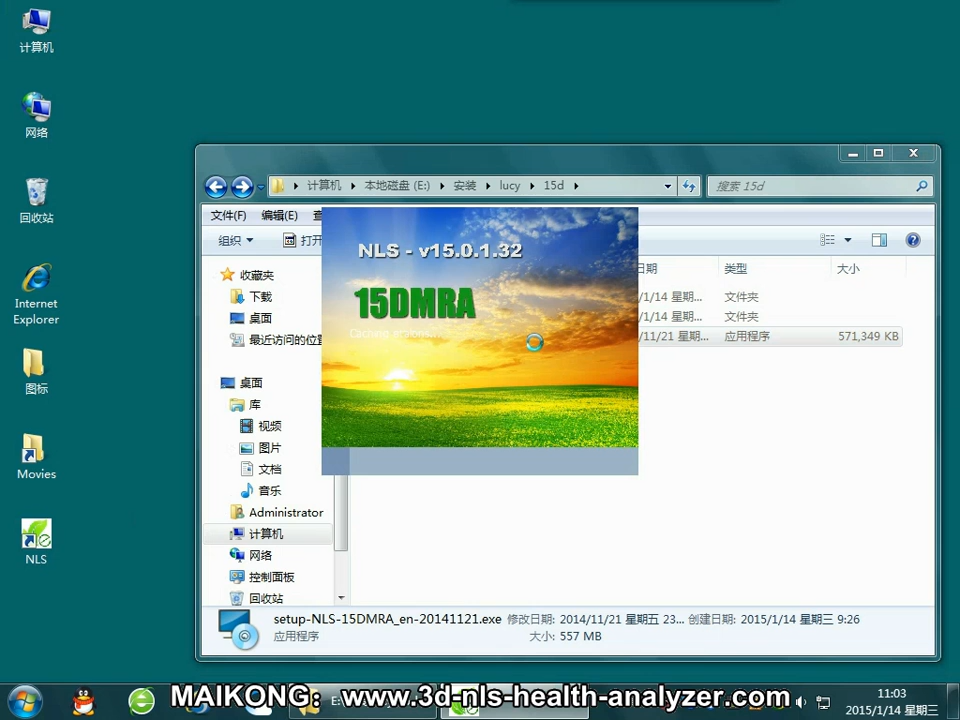 计算机
网络
回收站
Internet
Explorer
图标
Movies
NLS
计算机 本地磁盘 (E:) 安装 lucy 15d
搜索 15d
文件(F) 编辑(E) 查
组织 打开
收藏夹
下载
桌面
最近访问的位置
桌面
库
视频
图片
文档
音乐
Administrator
计算机
网络
控制面板
回收站
NLS - v15.0.1.32
15DMRA
日期 类型 大小
/1/14 星期... 文件夹
/1/14 星期... 文件夹
/11/21 星期... 应用程序 571,349 KB
setup-NLS-15DMRA_en-20141121.exe 修改日期: 2014/11/21 星期五 23... 创建日期: 2015/1/14 星期三 9:26
应用程序 大小: 557 MB
MAIKONG: www.3d-nls-health-analyzer.com
11:03
2015/1/14 星期三